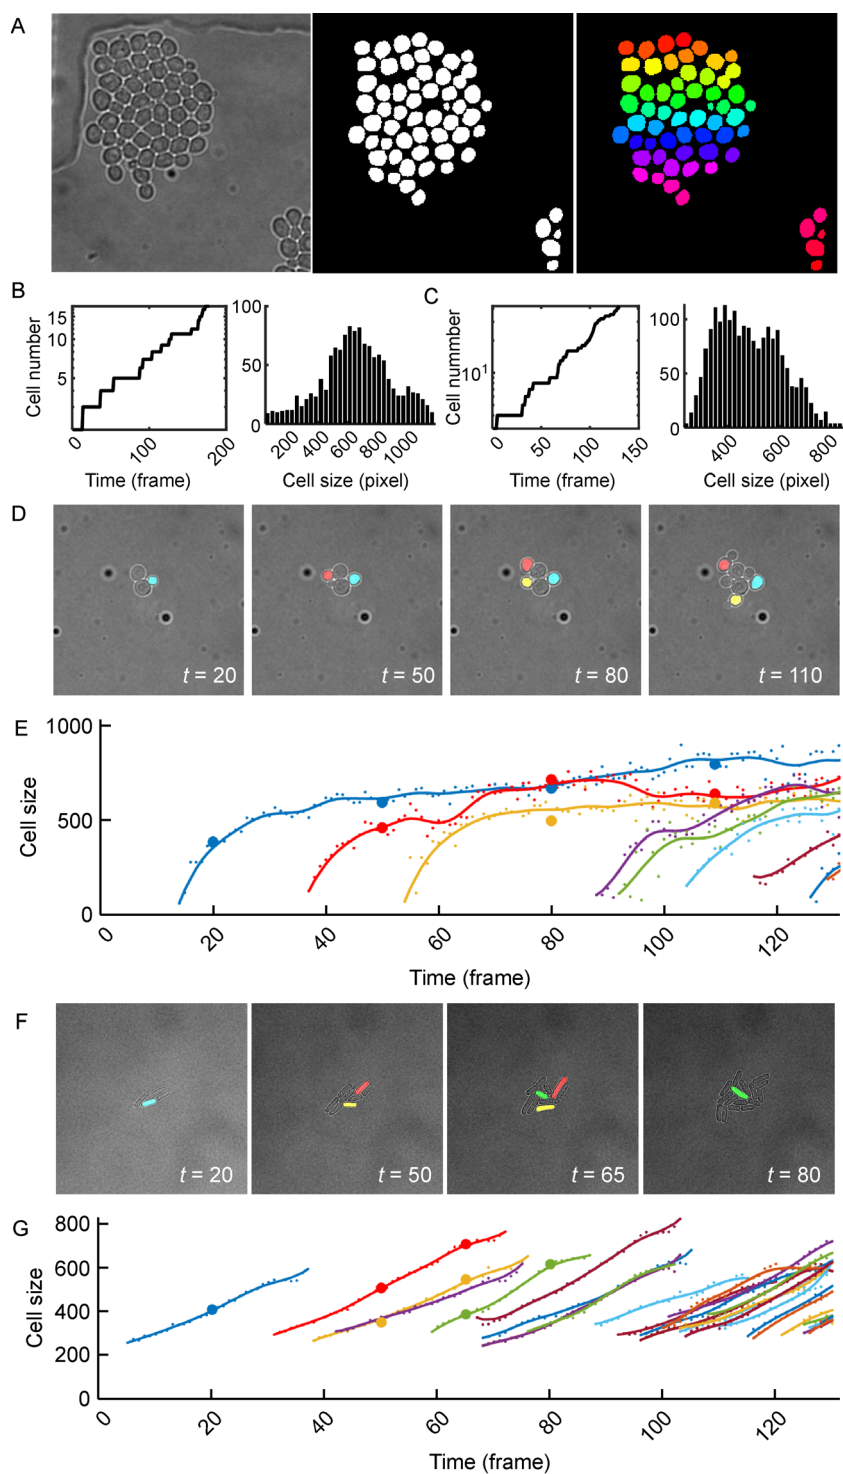 A
B
15
10
5
0
100
200
Cell number
Time (frame)
100
50
0
200
400
600
800
1000
Cell size (pixel)
C
10¹
0
50
100
150
Cell nummber
Time (frame)
100
50
0
400
600
800
Cell size (pixel)
D
t = 20
t = 50
t = 80
t = 110
E
1000
500
0
Cell size
0
20
40
60
80
100
120
Time (frame)
F
t = 20
t = 50
t = 65
t = 80
G
800
600
400
200
0
Cell size
0
20
40
60
80
100
120
Time (frame)